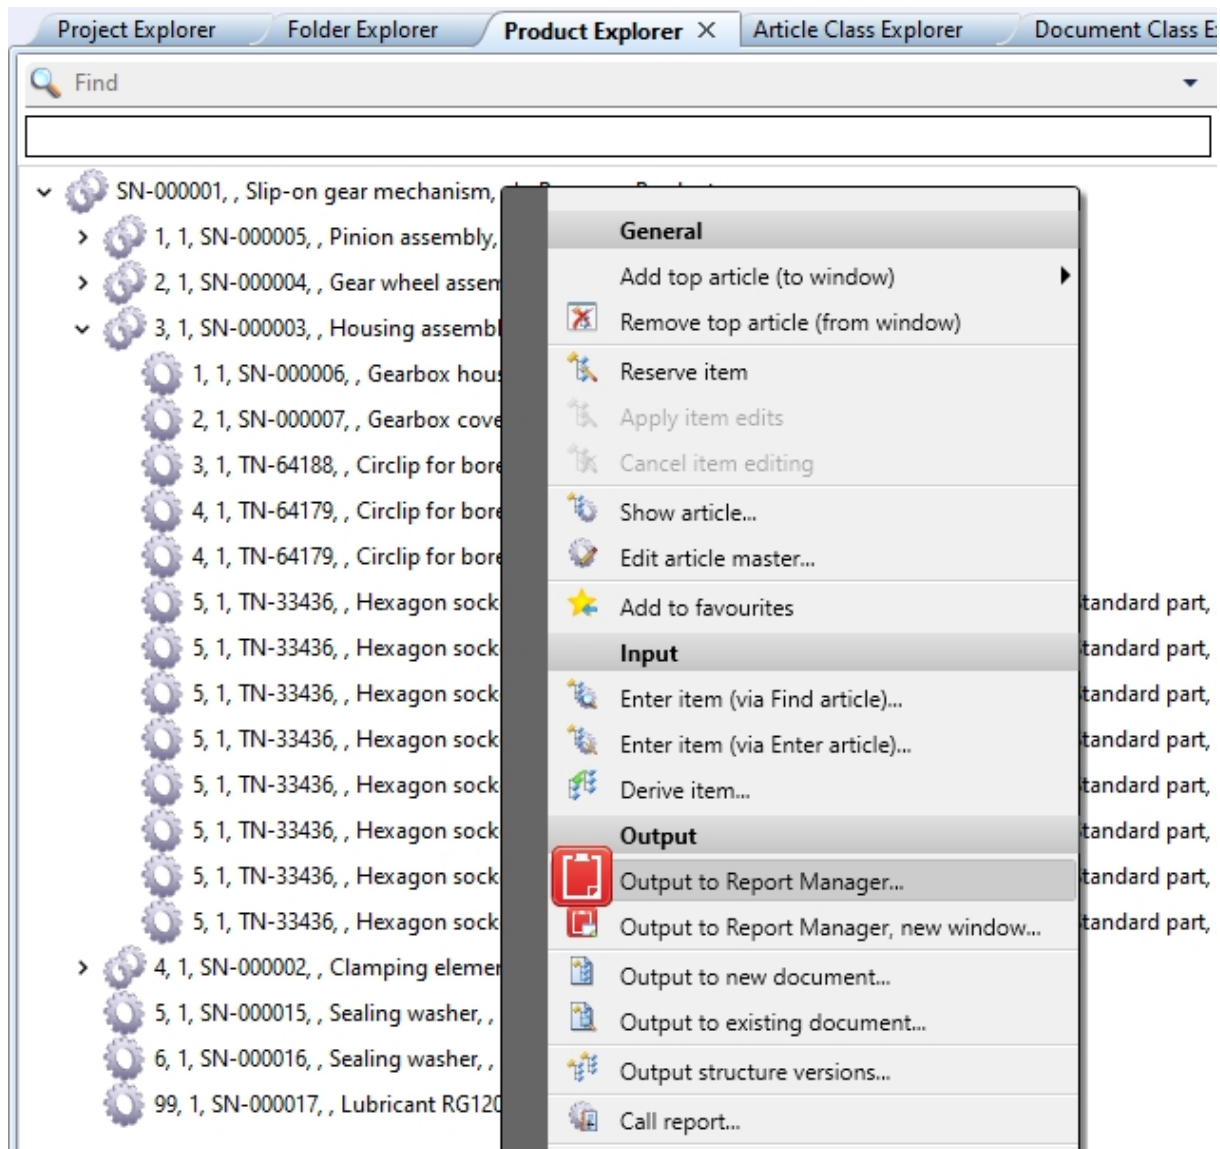 Project Explorer Folder Explorer Product Explorer Article Class Explorer Document Class
Find
SN-000001, , Slip-on gear mechanism,
1, 1, SN-000005, , Pinion assembly,
General
2, 1, SN-000004, , Gear wheel
Add top article (to window)
3, 1, SN-000003, , Housing
Remove top article (from window)
1, 1, SN-000006, , Gearbox
Reserve item
2, 1, SN-000007, , Gearbox
Apply item edits
3, 1, TN-64188, , Circlip for
Cancel item editing
4, 1, TN-64179, , Circlip for
Show article...
4, 1, TN-64179, , Circlip for
Edit article master...
5, 1, TN-33436, , Hexagon sock
Add to favourites
tandard part,
5, 1, TN-33436, , Hexagon sock
Input
tandard part,
5, 1, TN-33436, , Hexagon sock
Enter item (via Find article)...
tandard part,
5, 1, TN-33436, , Hexagon sock
Enter item (via Enter article)...
tandard part,
5, 1, TN-33436, , Hexagon sock
Derive item...
tandard part,
5, 1, TN-33436, , Hexagon sock
Output
tandard part,
5, 1, TN-33436, , Hexagon sock
Output to Report Manager...
tandard part,
5, 1, TN-33436, , Hexagon sock
Output to Report Manager, new window...
tandard part,
4, 1, SN-000002, , Clamping
Output to new document...
5, 1, SN-000015, , Sealing washer, ,
Output to existing document...
6, 1, SN-000016, , Sealing washer, ,
Output structure versions...
99, 1, SN-000017, , Lubricant RG120
Call report...